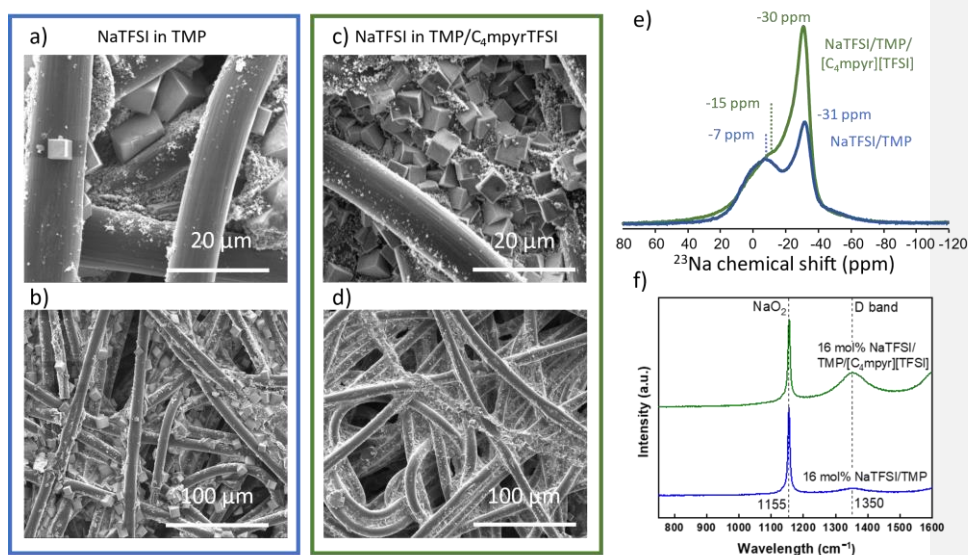 a)
NaTFSI in TMP
20 µm
b)
100 µm
c)
NaTFSI in TMP/C₄mpyrTFSI
20 µm
d)
100 µm
e)
-30 ppm
NaTFSI/TMP/
[C₄mpyr][TFSI]
-15 ppm
-7 ppm
-31 ppm
NaTFSI/TMP
80 60 40 20 0 -20 -40 -60 -80 -100 -120
²³Na chemical shift (ppm)
f)
NaO₂
D band
16 mol% NaTFSI/
TMP/[C₄mpyr][TFSI]
16 mol% NaTFSI/TMP
1155
1350
Intensity (a.u.)
800 900 1000 1100 1200 1300 1400 1500 1600
Wavelength (cm⁻¹)